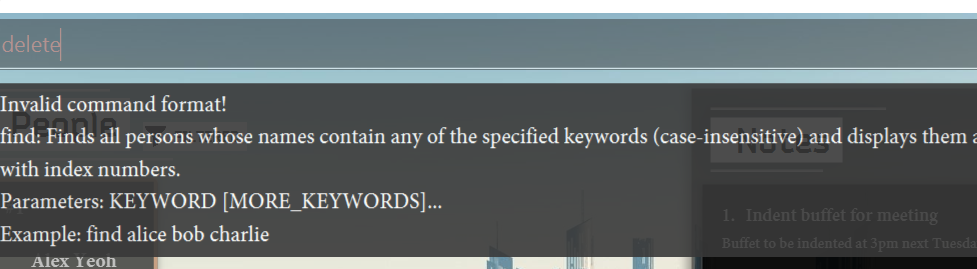 delete
Invalid command format!
People
find: Finds all persons whose names contain any of the specified keywords (case-insensitive) and displays them a
Notes
with index numbers.
Parameters: KEYWORD [MORE_KEYWORDS]...
1. Indent buffet for meeting
Example: find alice bob charlie
Buffet to be indented at 3pm next Tuesda
Alex Yeoh